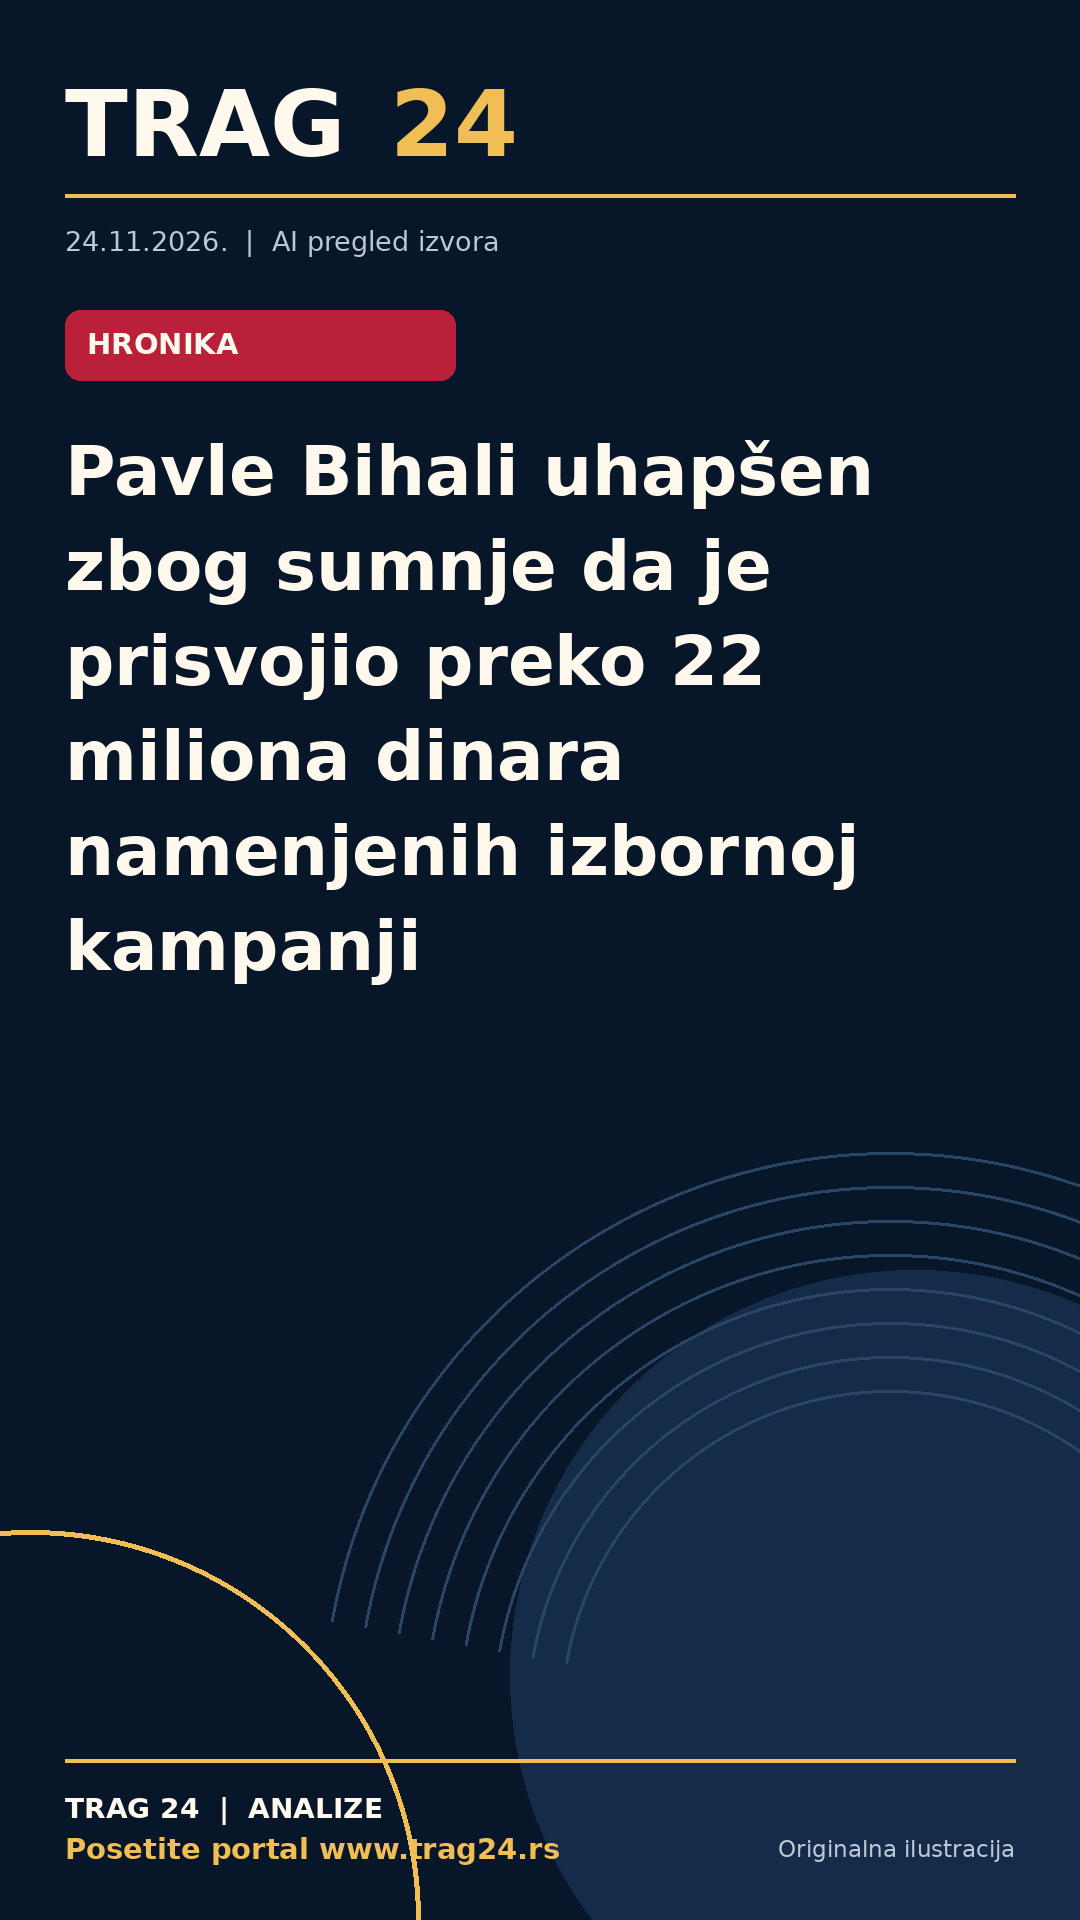 TRAG 24
24.11.2026. | AI pregled izvora
HRONIKA
Pavle Bihali uhapšen
zbog sumnje da je
prisvojio preko 22
miliona dinara
namenjenih izbornoj
kampanji
TRAG 24 | ANALIZE
Posetite portal www.trag24.rs
Originalna ilustracija